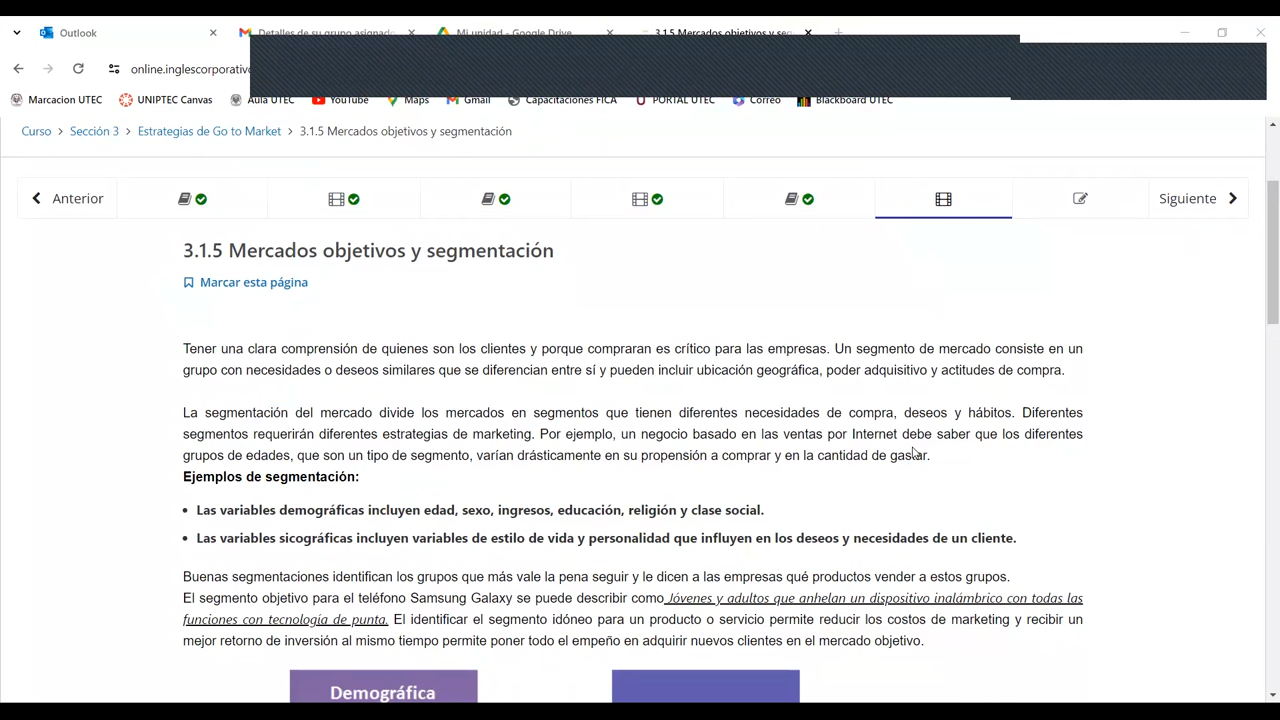 Outlook
Detalles de su grupo asignado
Mi unidad - Google Drive
3.1.5 Mercados objetivos y seg
online.inglescorporativo
Marcacion UTEC
UNIPTEC Canvas
Aula UTEC
YouTube
Maps
Gmail
Capacitaciones FICA
PORTAL UTEC
Correo
Blackboard UTEC
Curso > Sección 3 > Estrategias de Go to Market > 3.1.5 Mercados objetivos y segmentación
Anterior
Siguiente
3.1.5 Mercados objetivos y segmentación
Marcar esta página
Tener una clara comprensión de quienes son los clientes y porque compraran es crítico para las empresas. Un segmento de mercado consiste en un
grupo con necesidades o deseos similares que se diferencian entre sí y pueden incluir ubicación geográfica, poder adquisitivo y actitudes de compra.
La segmentación del mercado divide los mercados en segmentos que tienen diferentes necesidades de compra, deseos y hábitos. Diferentes
segmentos requerirán diferentes estrategias de marketing. Por ejemplo, un negocio basado en las ventas por Internet debe saber que los diferentes
grupos de edades, que son un tipo de segmento, varían drásticamente en su propensión a comprar y en la cantidad de gastar.
Ejemplos de segmentación:
• Las variables demográficas incluyen edad, sexo, ingresos, educación, religión y clase social.
• Las variables sicográficas incluyen variables de estilo de vida y personalidad que influyen en los deseos y necesidades de un cliente.
Buenas segmentaciones identifican los grupos que más vale la pena seguir y le dicen a las empresas qué productos vender a estos grupos.
El segmento objetivo para el teléfono Samsung Galaxy se puede describir como Jóvenes y adultos que anhelan un dispositivo inalámbrico con todas las
funciones con tecnología de punta. El identificar el segmento idóneo para un producto o servicio permite reducir los costos de marketing y recibir un
mejor retorno de inversión al mismo tiempo permite poner todo el empeño en adquirir nuevos clientes en el mercado objetivo.
Demográfica